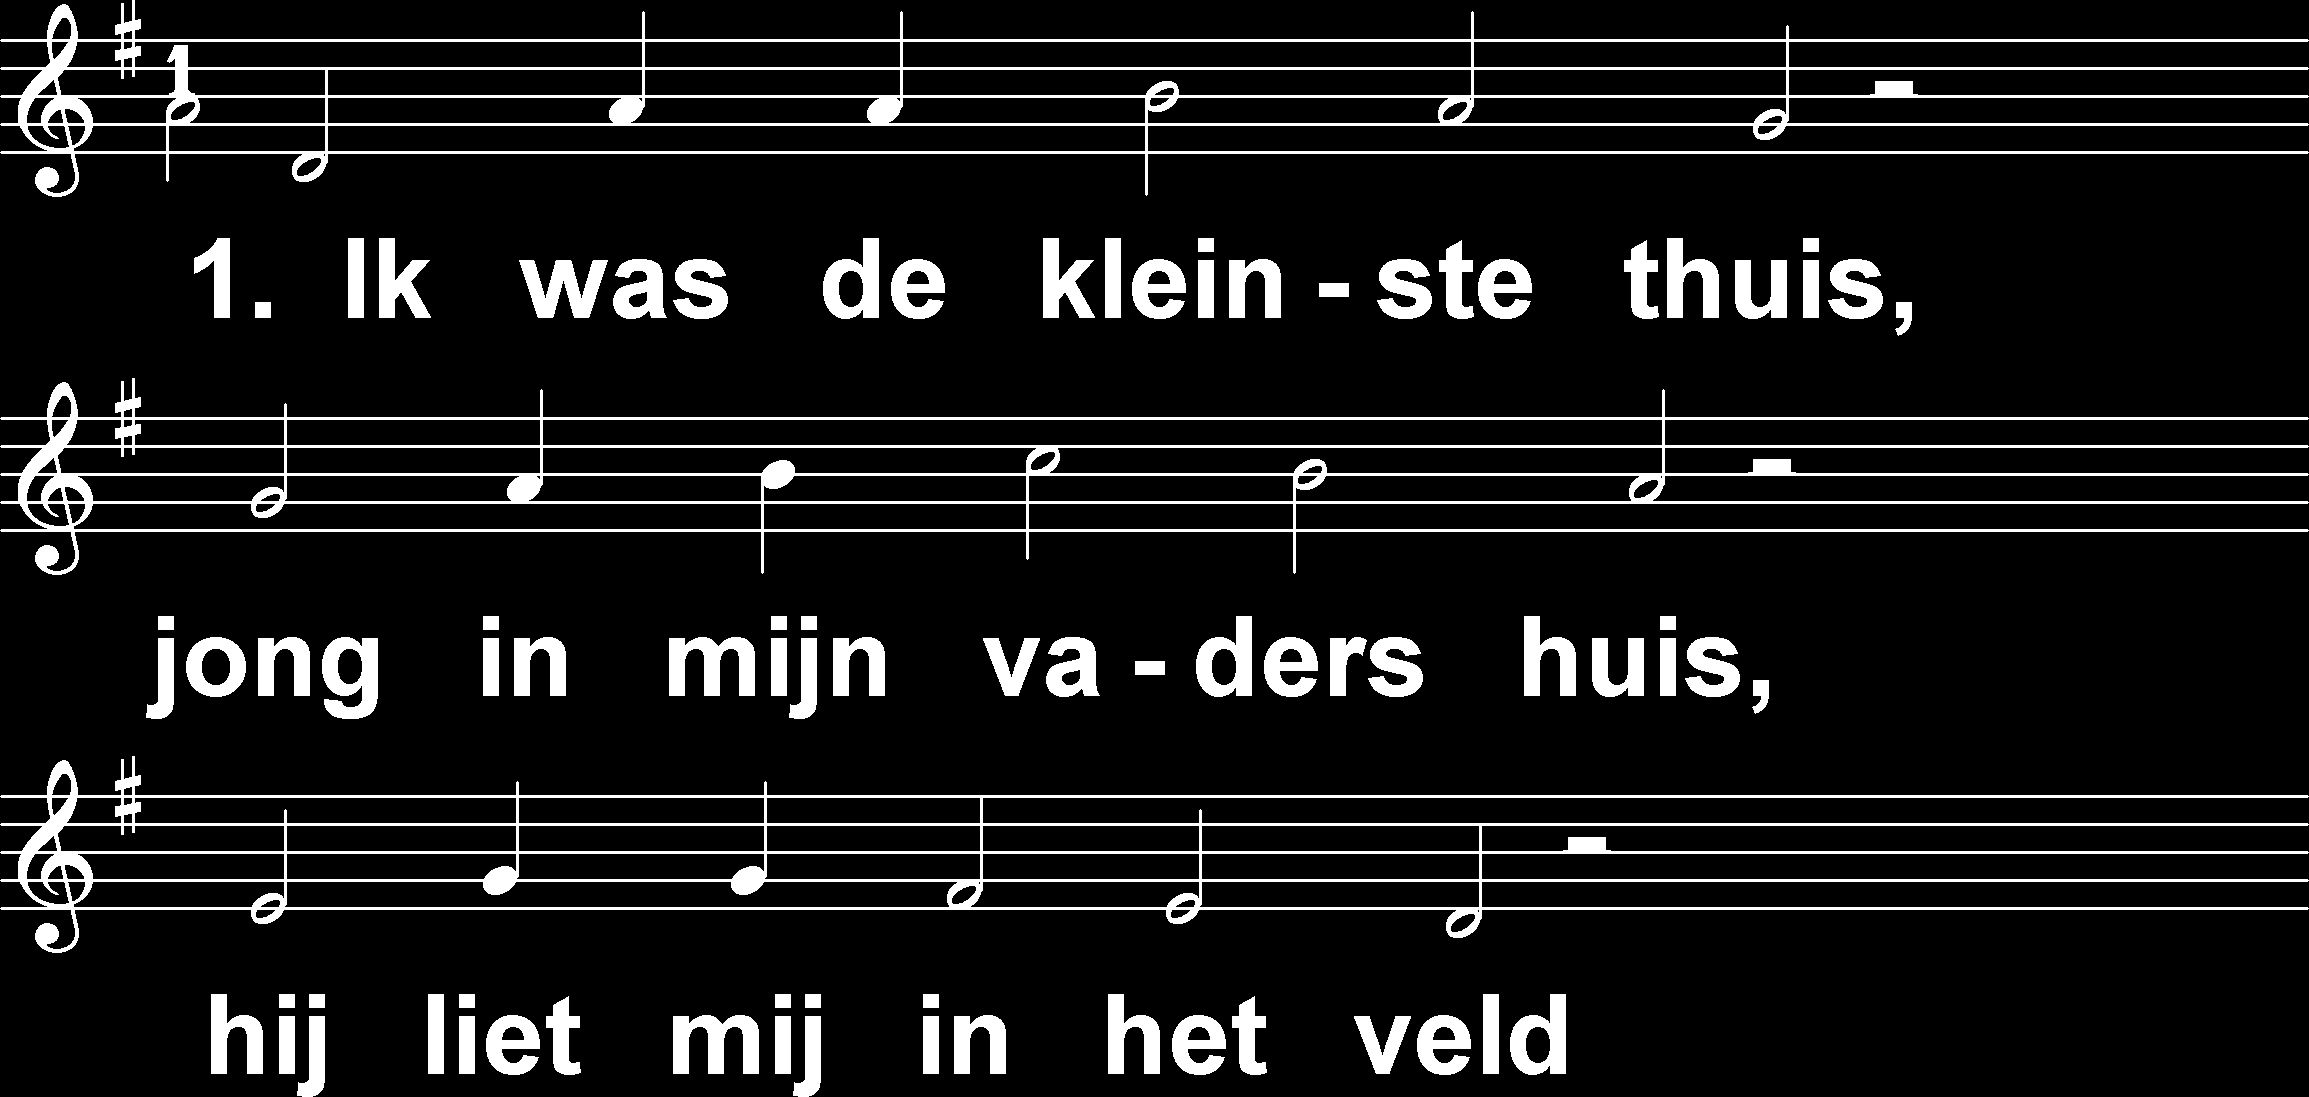 1
1. Ik was de klein - ste thuis,
jong in mijn va - ders huis,
hij liet mij in het veld